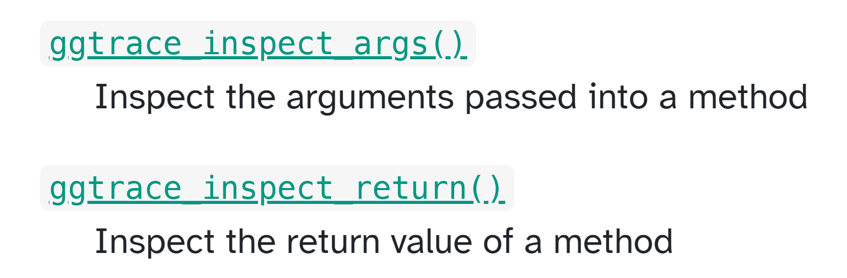 ggtrace_inspect_args()
Inspect the arguments passed into a method
ggtrace_inspect_return()
Inspect the return value of a method